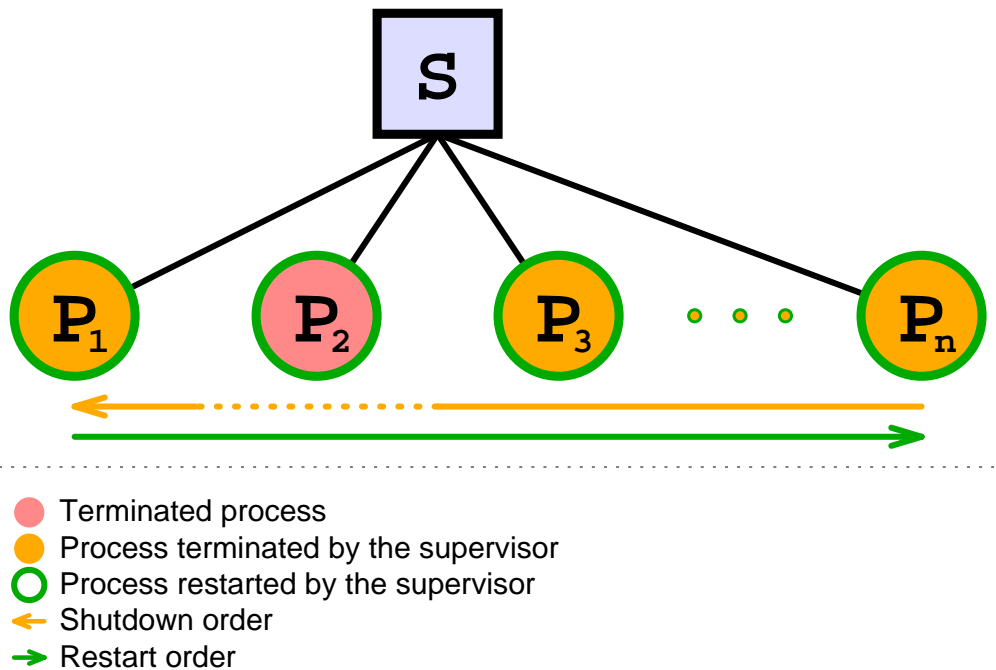 S
P1 P2 P3 Pn
Terminated process
Process terminated by the supervisor
Process restarted by the supervisor
Shutdown order
Restart order